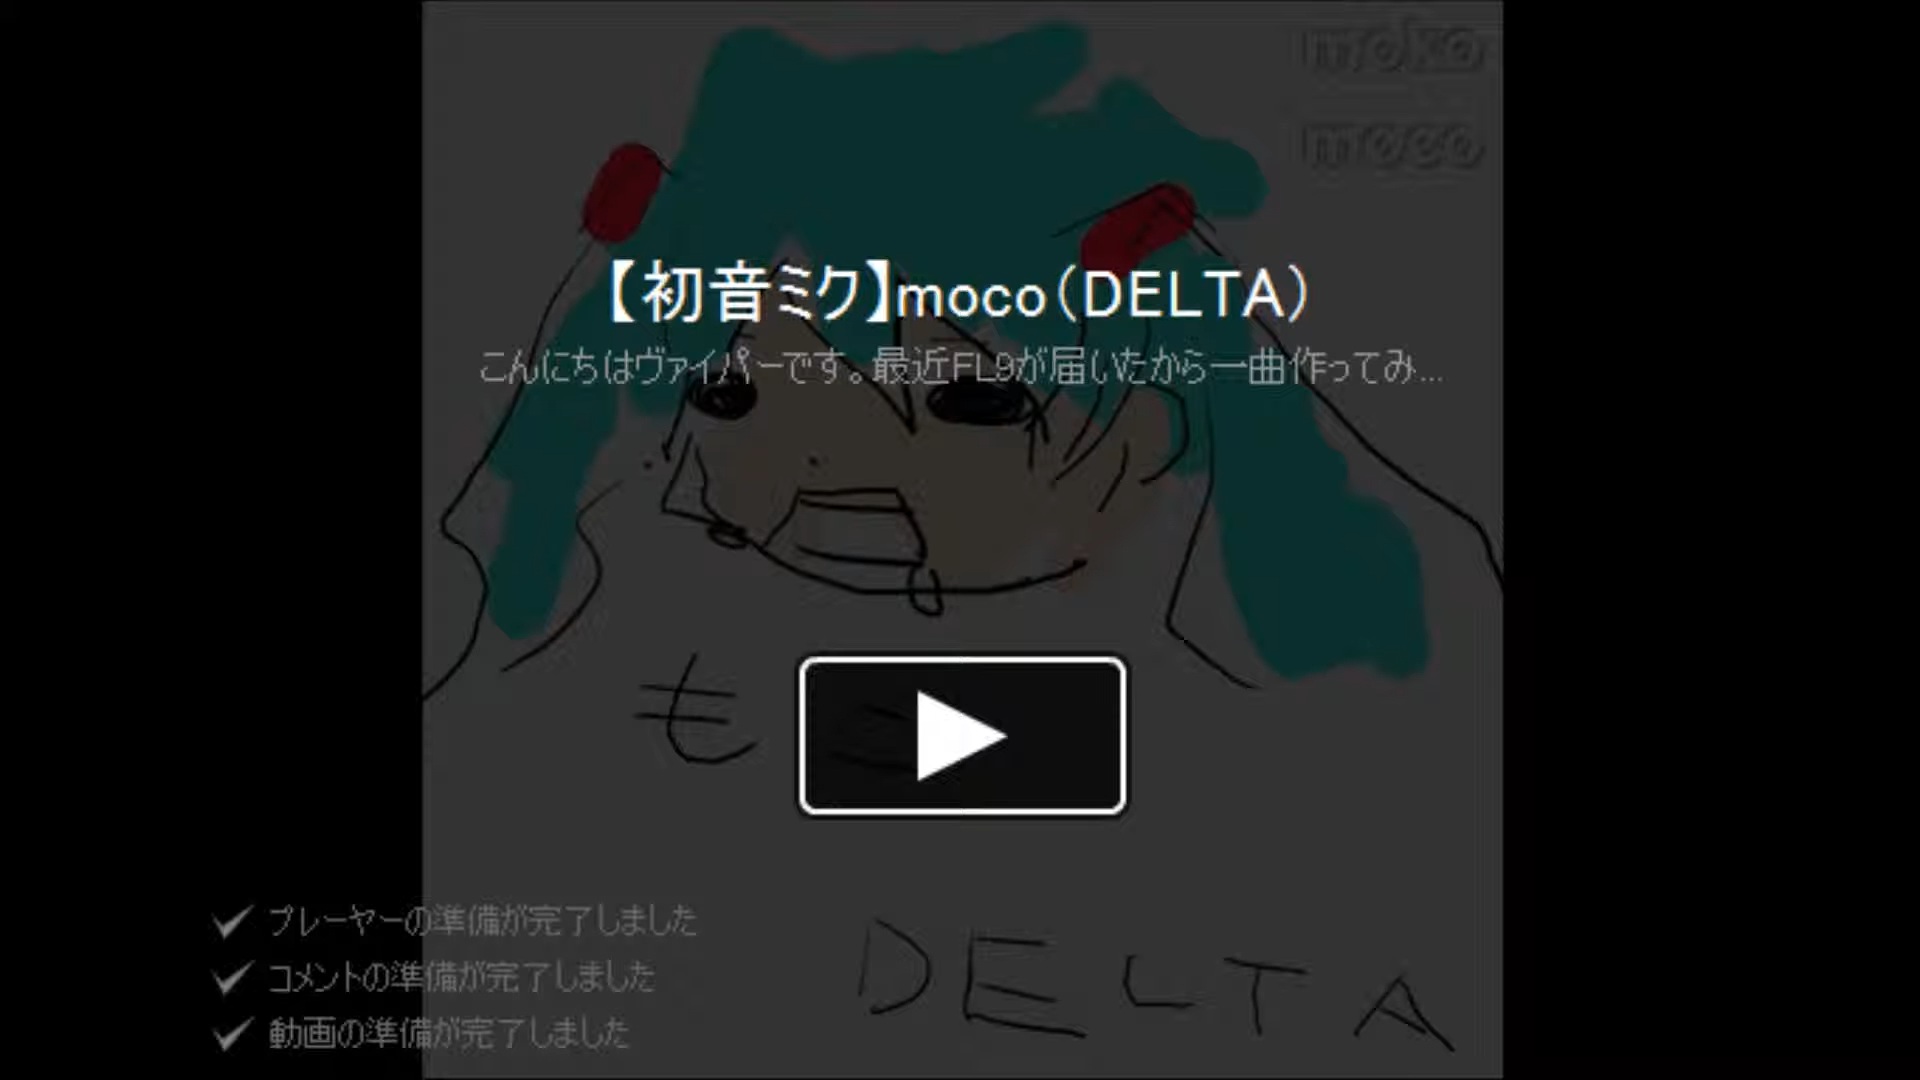 moko
moco
【初音ミク】moco（DELTA）
こんにちはヴァイパーです。最近FL9が届いたから一曲作ってみ...
も
プレーヤーの準備が完了しました
コメントの準備が完了しました
動画の準備が完了しました
DELTA